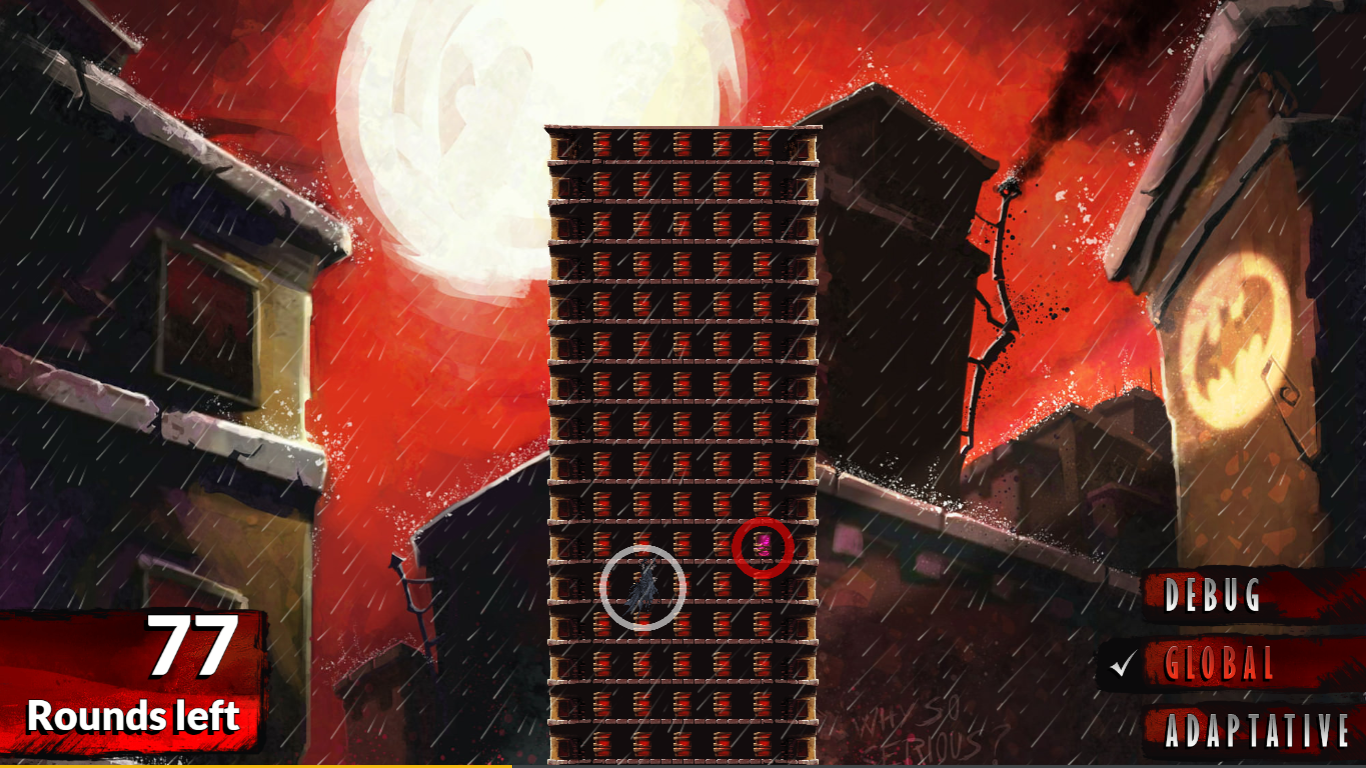 77
Rounds left
DEBUG
GLOBAL
ADAPTATIVE
WHY SO
SERIOUS?